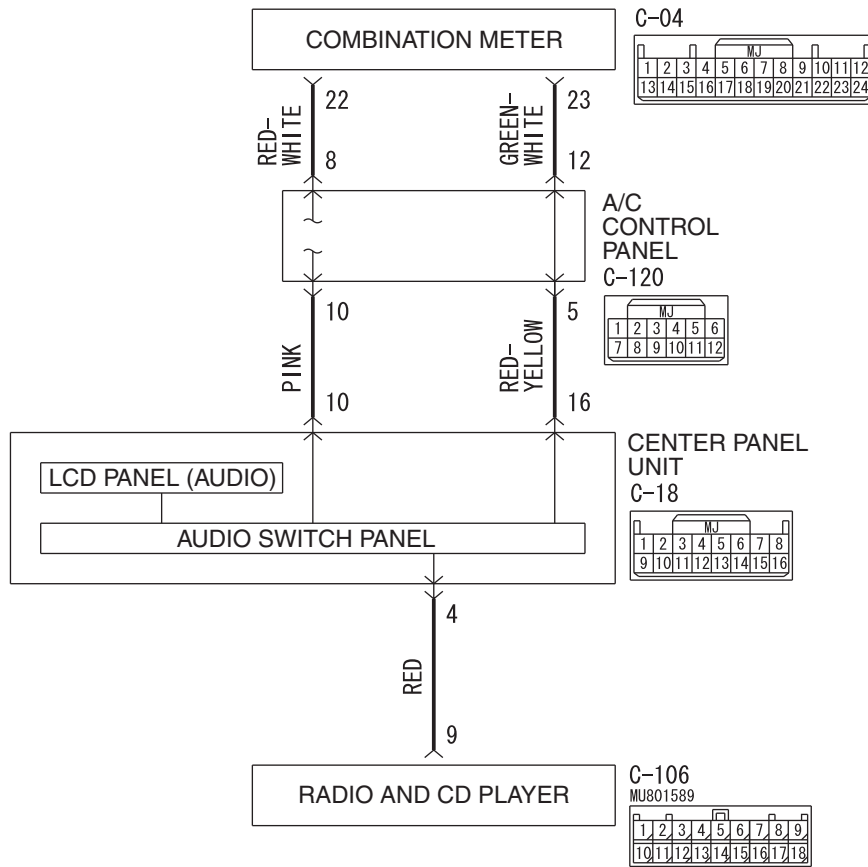 C-04
COMBINATION METER
MJ
1 2 3 4 5 6 7 8 9 10 11 12
13 14 15 16 17 18 19 20 21 22 23 24
22
23
RED-
WHITE
GREEN-
WHITE
8
12
A/C
CONTROL
PANEL
C-120
MJ
1 2 3 4 5 6
7 8 9 10 11 12
10
5
PINK
RED-
YELLOW
10
16
CENTER PANEL
UNIT
C-18
MJ
1 2 3 4 5 6 7 8
9 10 11 12 13 14 15 16
LCD PANEL (AUDIO)
AUDIO SWITCH PANEL
4
RED
9
RADIO AND CD PLAYER
C-106
MU801589
1 2 3 4 5 6 7 8 9
10 11 12 13 14 15 16 17 18